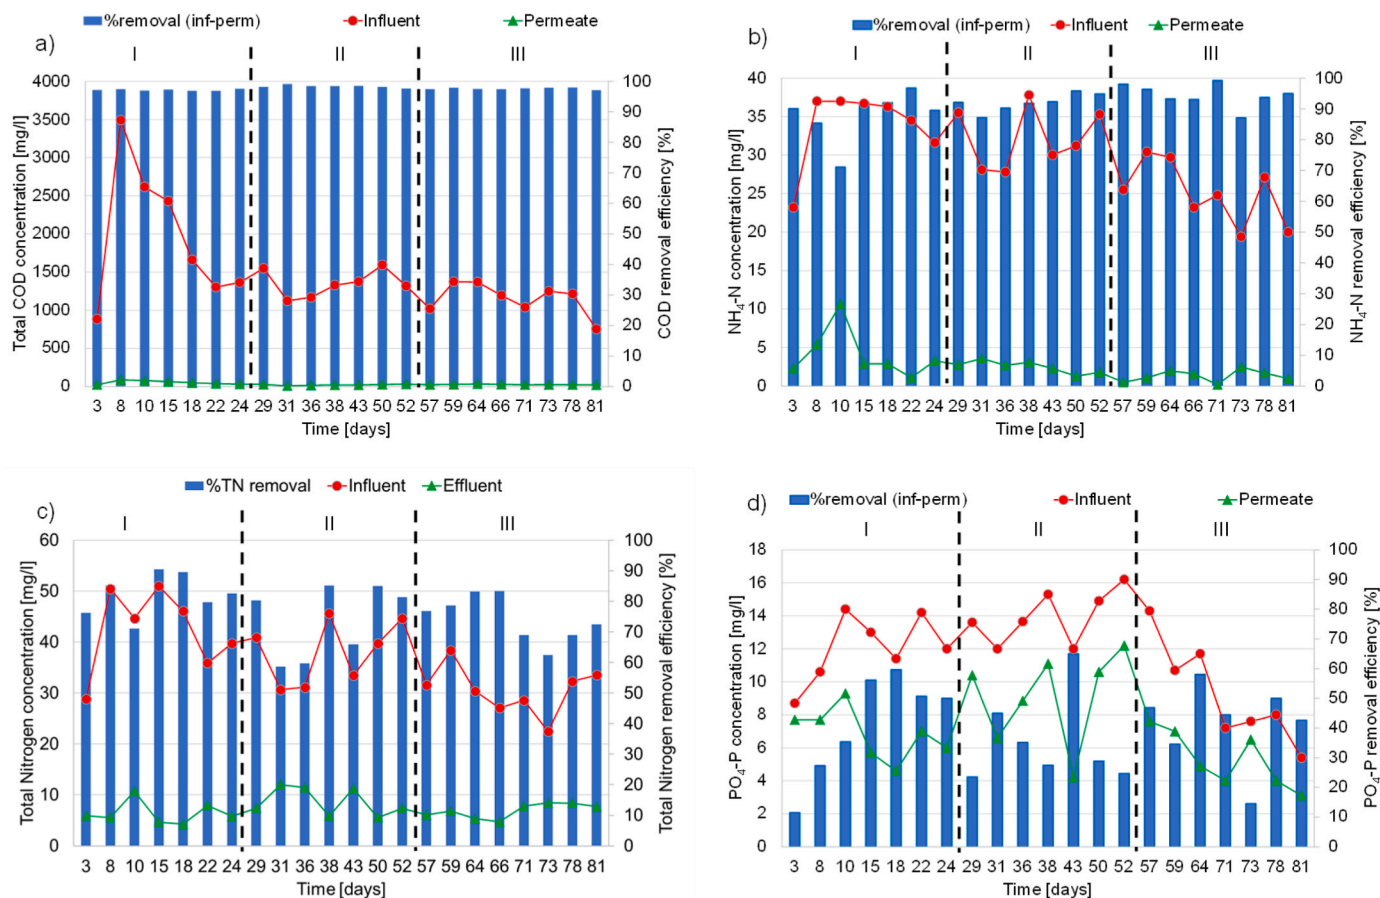 %removal (inf-perm) Influent Permeate
a)
I II III
4000 3500 3000 2500 2000 1500 1000 500 0
Total COD concentration [mg/l]
100 90 80 70 60 50 40 30 20 10 0
COD removal efficiency [%]
3 8 10 15 18 22 24 29 31 36 38 43 50 52 57 59 64 66 71 73 78 81
Time [days]
%removal (inf-perm) Influent Permeate
b)
I II III
40 35 30 25 20 15 10 5 0
NH₄-N concentration [mg/l]
100 90 80 70 60 50 40 30 20 10 0
NH₄-N removal efficiency [%]
3 8 10 15 18 22 24 29 31 36 38 43 50 52 57 59 64 66 71 73 78 81
Time [days]
%TN removal Influent Effluent
c)
I II III
60 50 40 30 20 10 0
Total Nitrogen concentration [mg/l]
100 90 80 70 60 50 40 30 20 10 0
Total Nitrogen removal efficiency [%]
3 8 10 15 18 22 24 29 31 36 38 43 50 52 57 59 64 66 71 73 78 81
Time [days]
%removal (inf-perm) Influent Permeate
d)
I II III
18 16 14 12 10 8 6 4 2 0
PO₄-P concentration [mg/l]
100 90 80 70 60 50 40 30 20 10 0
PO₄-P removal efficiency [%]
3 8 10 15 18 22 24 29 31 36 38 43 50 52 57 59 64 71 73 78 81
Time [days]